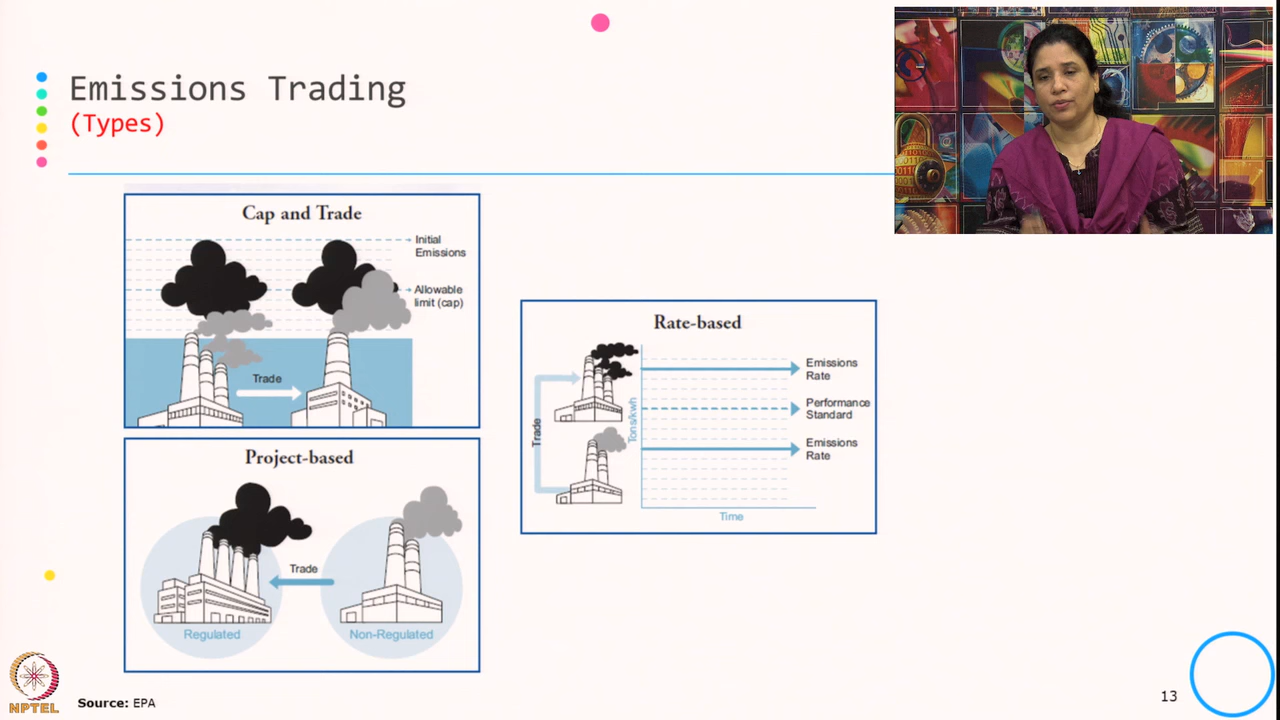 Emissions Trading
(Types)
Cap and Trade
Initial
Emissions
Allowable
limit (cap)
Trade
Project-based
Trade
Regulated
Non-Regulated
Rate-based
Trade
Tons/kwh
Emissions
Rate
Performance
Standard
Emissions
Rate
Time
NPTEL
Source: EPA
13